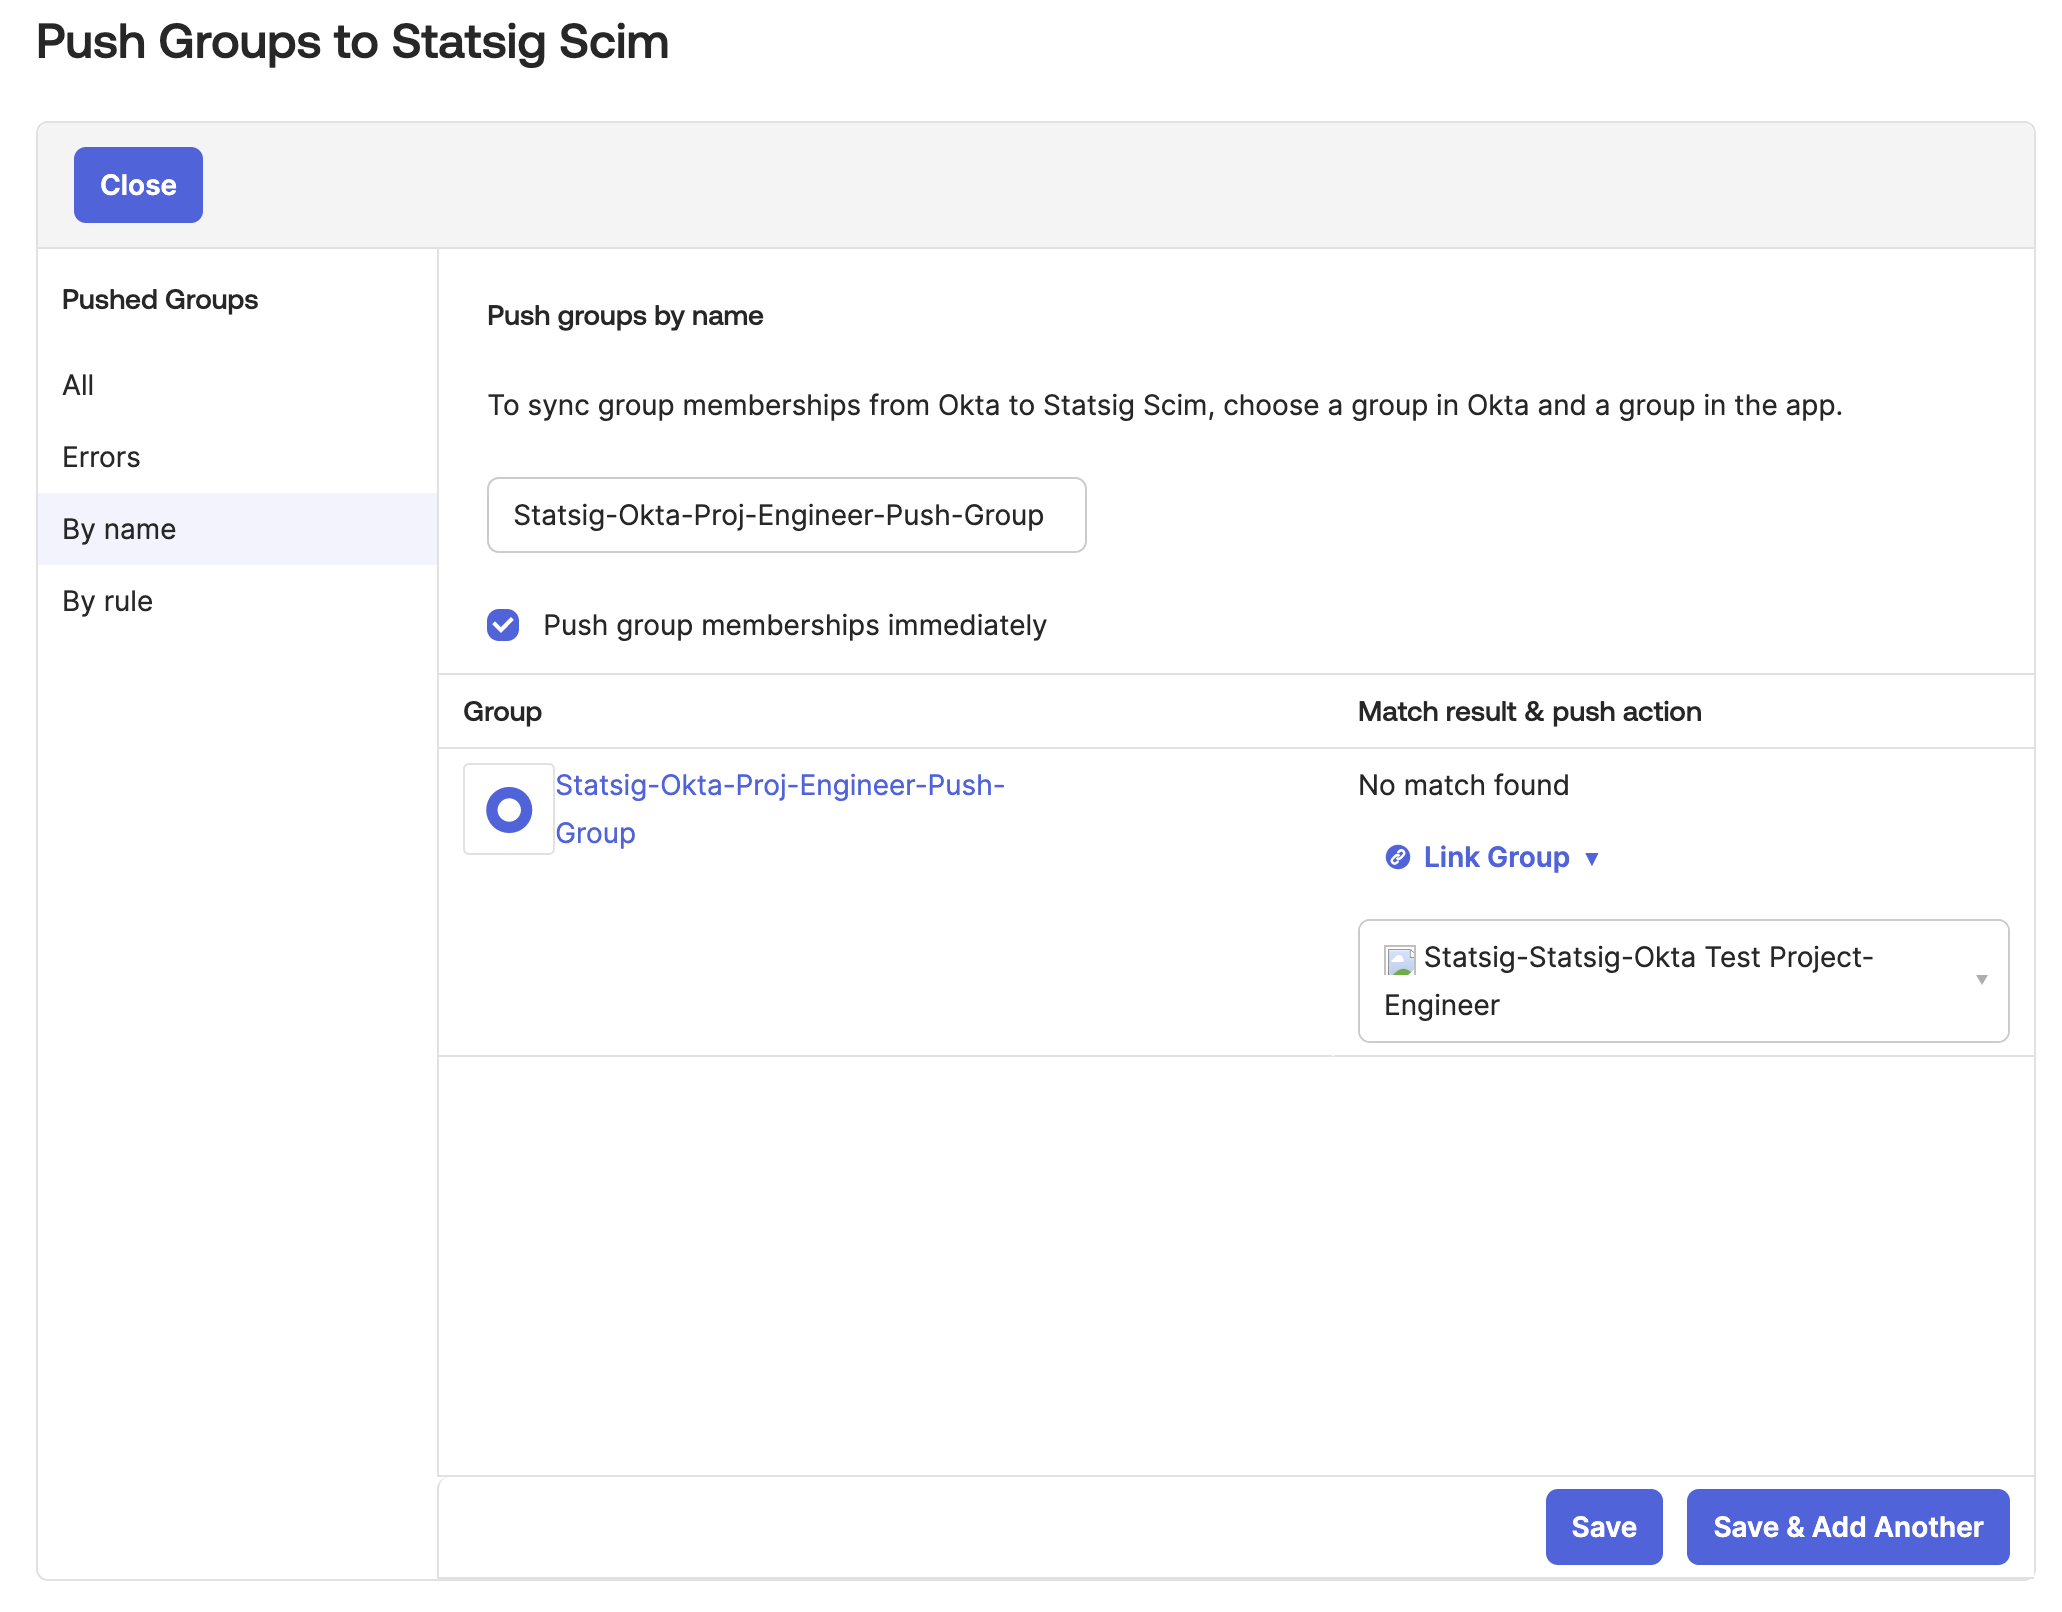 Push Groups to Statsig Scim
Close
Pushed Groups
All
Errors
By name
By rule
Push groups by name
To sync group memberships from Okta to Statsig Scim, choose a group in Okta and a group in the app.
Statsig-Okta-Proj-Engineer-Push-Group
Push group memberships immediately
Group
Match result & push action
Statsig-Okta-Proj-Engineer-Push-
Group
No match found
Link Group
Statsig-Statsig-Okta Test Project-
Engineer
Save
Save & Add Another